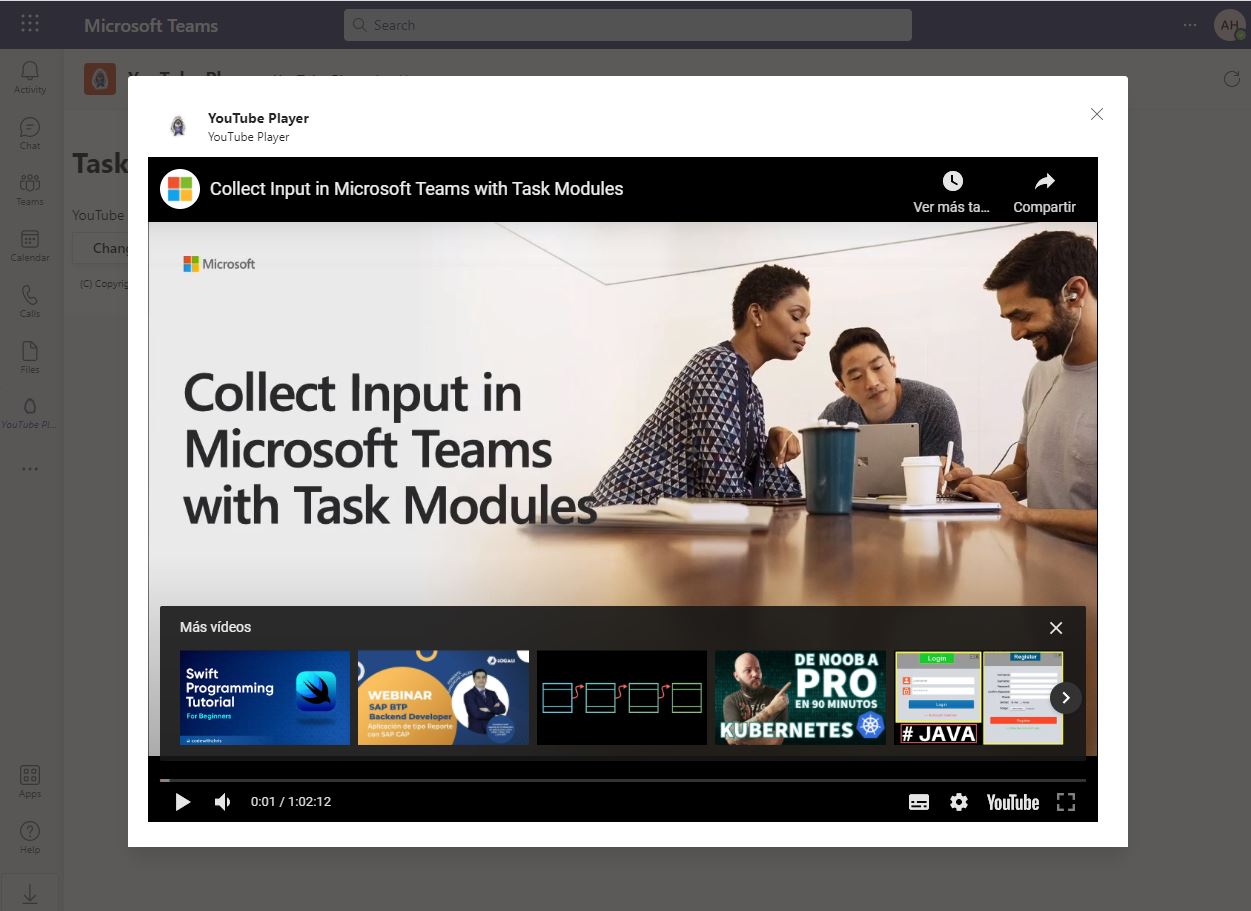 Microsoft Teams
Search
AH
Activity
Chat
Teams
Calendar
Calls
Files
YouTube Pl...
Apps
Help
Task
YouTube
Chang
(C) Copyrig
YouTube Player
YouTube Player
Collect Input in Microsoft Teams with Task Modules
Ver más ta...
Compartir
Microsoft
Collect Input in
Microsoft Teams
with Task Modules
Más vídeos
Swift
Programming
Tutorial
For Beginners
codewithchris
LOGALI
WEBINAR
SAP BTP
Backend Developer
Aplicación de tipo Reporte
con SAP CAP
DE NOOB A
PRO
EN 90 MINUTOS
KUBERNETES
Login
Login
# JAVA
Register
Register
0:01 / 1:02:12
YouTube